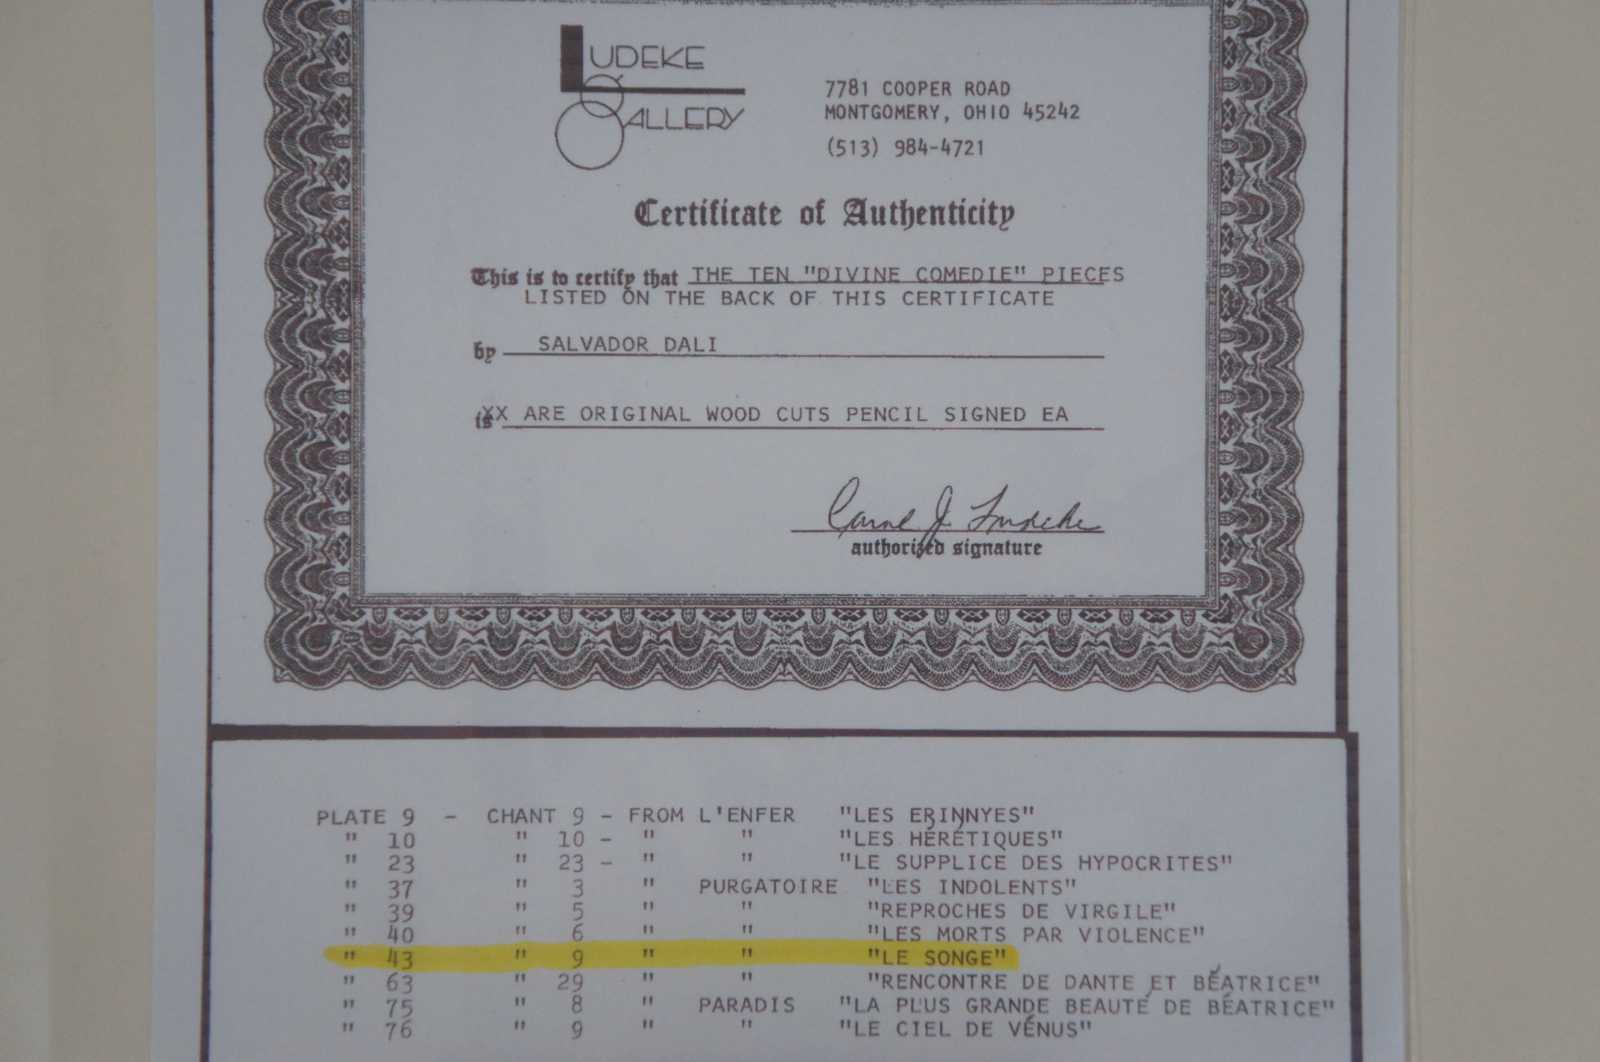 LUDEKE
GALLERY
7781 COOPER ROAD
MONTGOMERY, OHIO 45242
(513) 984-4721
Certificate of Authenticity
This is to certify that THE TEN "DIVINE COMEDIE" PIECES
LISTED ON THE BACK OF THIS CERTIFICATE
by SALVADOR DALI
is XX ARE ORIGINAL WOOD CUTS PENCIL SIGNED EA
Carol J. Ludeke
authorized signature
PLATE 9 - CHANT 9 - FROM L'ENFER "LES ERINNYES"
" 10 " 10 - " " "LES HÉRÉTIQUES"
" 23 " 23 - " " "LE SUPPLICE DES HYPOCRITES"
" 37 " 3 " PURGATOIRE "LES INDOLENTS"
" 39 " 5 " " "REPROCHES DE VIRGILE"
" 40 " 6 " " "LES MORTS PAR VIOLENCE"
" 43 " 9 " " "LE SONGE"
" 63 " 29 " " "RENCONTRE DE DANTE ET BÉATRICE"
" 75 " 8 " PARADIS "LA PLUS GRANDE BEAUTÉ DE BÉATRICE"
" 76 " 9 " " "LE CIEL DE VÉNUS"